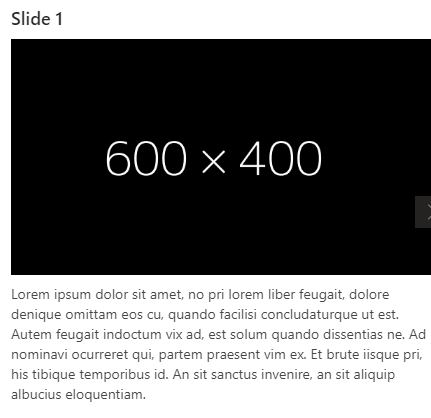 Slide 1
600 × 400
Lorem ipsum dolor sit amet, no pri lorem liber feugait, dolore
denique omittam eos cu, quando facilisi concludaturque ut est.
Autem feugait indoctum vix ad, est solum quando dissentias ne. Ad
nominavi ocurreret qui, partem praesent vim ex. Et brute iisque pri,
his tibique temporibus id. An sit sanctus invenire, an sit aliquip
albucius eloquentiam.